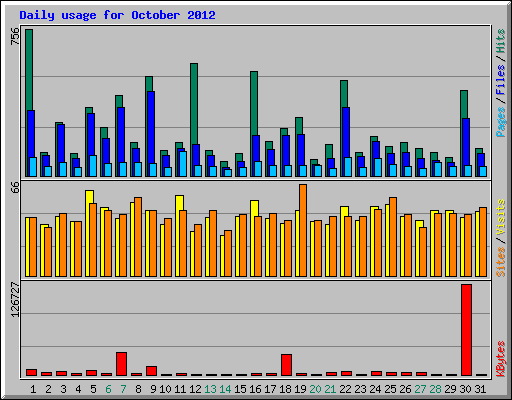 Daily usage for October 2012
756
Pages / Files / Hits
66
Sites / Visits
126727
KBytes
1 2 3 4 5 6 7 8 9 10 11 12 13 14 15 16 17 18 19 20 21 22 23 24 25 26 27 28 29 30 31